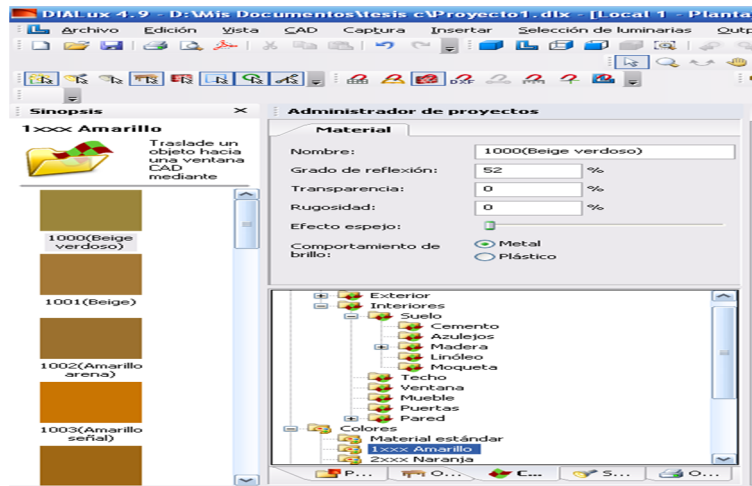 DIALux 4.9 - D:\Mis Documentos\tesis c\Proyecto1.dlx - [Local 1 - Planta
Archivo Edición Vista CAD Captura Insertar Selección de luminarias Outp
Sinopsis
1xxx Amarillo
Traslade un
objeto hacia
una ventana
CAD
mediante
1000(Beige
verdoso)
1001(Beige)
1002(Amarillo
arena)
1003(Amarillo
señal)
Administrador de proyectos
Material
Nombre: 1000(Beige verdoso)
Grado de reflexión: 52 %
Transparencia: 0 %
Rugosidad: 0 %
Efecto espejo:
Comportamiento de
brillo:
Metal
Plástico
Exterior
Interiores
Suelo
Cemento
Azulejos
Madera
Linóleo
Moqueta
Techo
Ventana
Mueble
Puertas
Pared
Colores
Material estándar
1xxx Amarillo
2xxx Naranja
P... O... C... S... O...